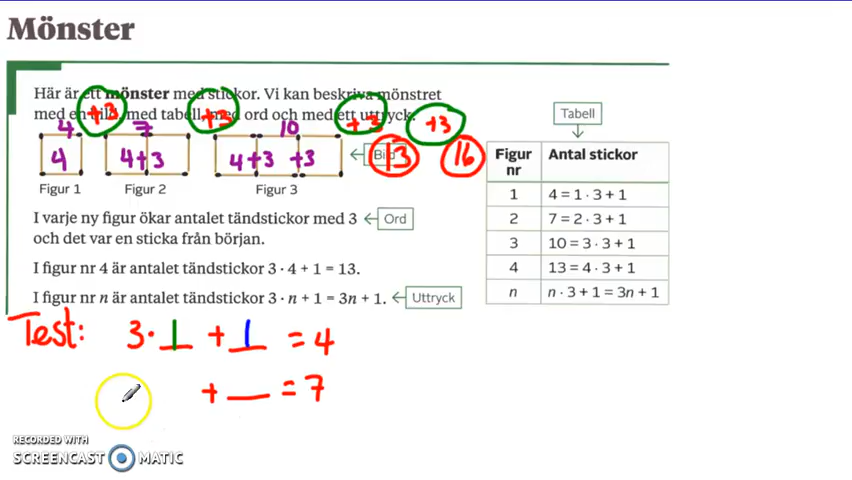 Mönster
Här är ett mönster med stickor. Vi kan beskriva mönstret
med en bild, med tabell, med ord och med ett uttryck.
+3 +3 +3 +3
4 7 10
4 4+3 4+3 +3 Bild 13 16
Figur 1 Figur 2 Figur 3
I varje ny figur ökar antalet tändstickor med 3 Ord
och det var en sticka från början.
I figur nr 4 är antalet tändstickor 3 · 4 + 1 = 13.
I figur nr n är antalet tändstickor 3 · n + 1 = 3n + 1. Uttryck
Tabell
Figur nr Antal stickor
1 4 = 1 · 3 + 1
2 7 = 2 · 3 + 1
3 10 = 3 · 3 + 1
4 13 = 4 · 3 + 1
n n · 3 + 1 = 3n + 1
Test: 3 · 1 + 1 = 4
+ __ = 7
RECORDED WITH
SCREENCAST MATIC